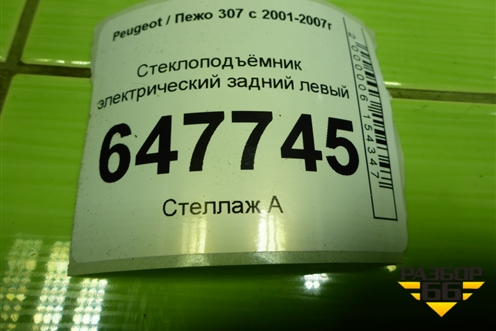 Peugeot / Пежо 307 с 2001-2007г
Стеклоподъёмник
электрический задний левый
647745
Стеллаж А
2000006154347
РАЗБОР
66